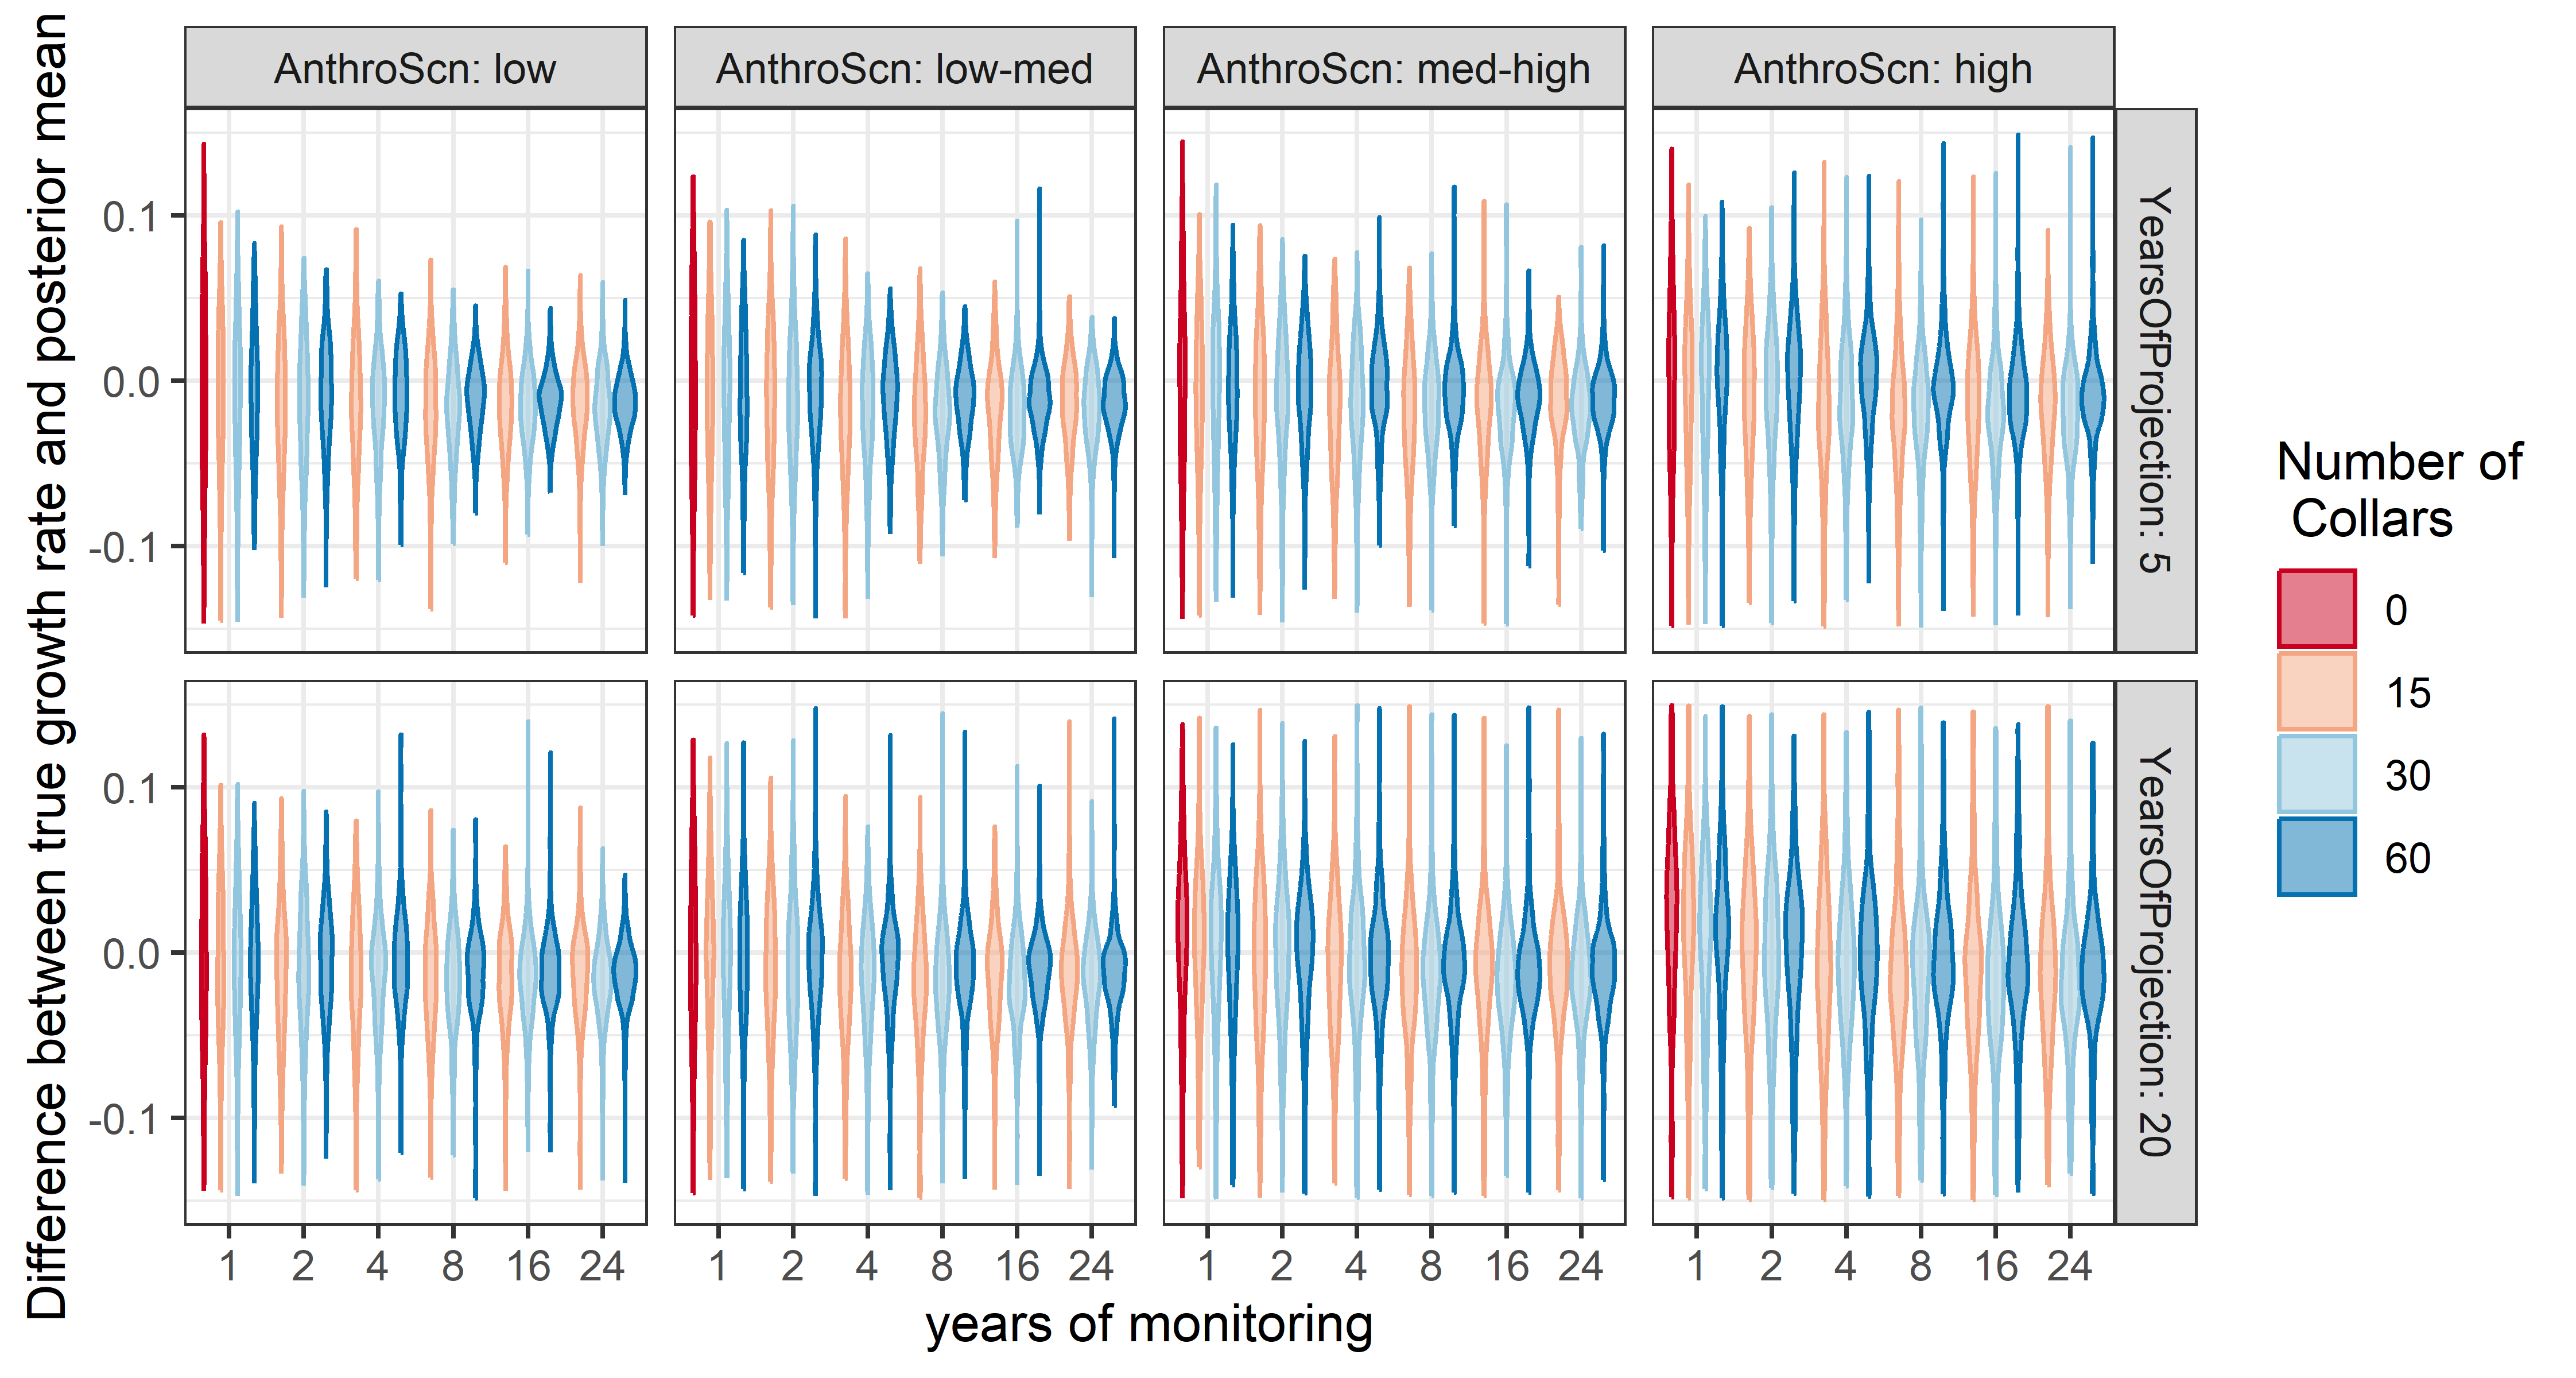 AnthroScn: low
AnthroScn: low-med
AnthroScn: med-high
AnthroScn: high
Difference between true growth rate and posterior mean
0.1
0.0
-0.1
YearsOfProjection: 5
0.1
0.0
-0.1
YearsOfProjection: 20
1 2 4 8 16 24
1 2 4 8 16 24
1 2 4 8 16 24
1 2 4 8 16 24
years of monitoring
Number of
Collars
0
15
30
60